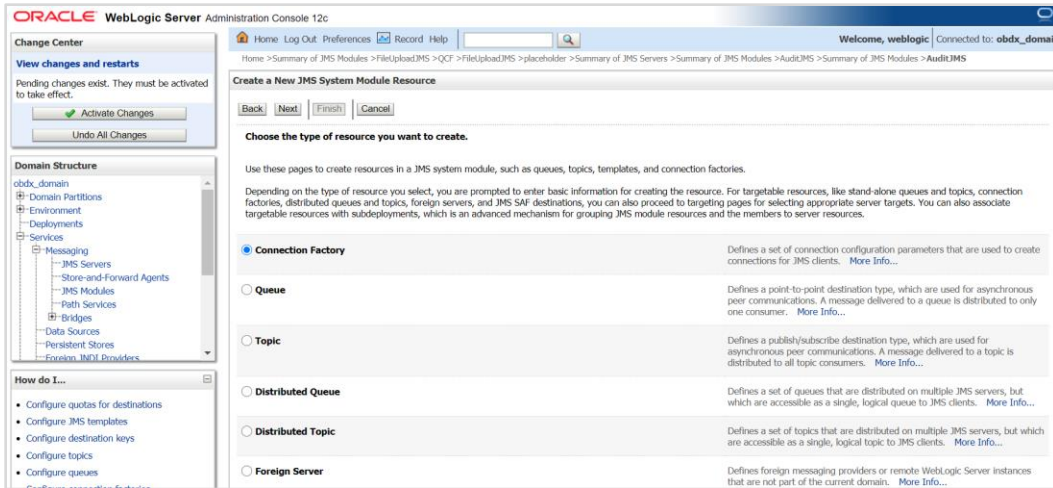 ORACLE WebLogic Server Administration Console 12c
Change Center
View changes and restarts
Pending changes exist. They must be activated
to take effect.
Activate Changes
Undo All Changes
Domain Structure
obdx_domain
Domain Partitions
Environment
Deployments
Services
Messaging
JMS Servers
Store-and-Forward Agents
JMS Modules
Path Services
Bridges
Data Sources
Persistent Stores
Foreign JNDI Providers
How do I...
• Configure quotas for destinations
• Configure JMS templates
• Configure destination keys
• Configure topics
• Configure queues
Configure connection factories
Home Log Out Preferences Record Help
Welcome, weblogic Connected to: obdx_domai
Home >Summary of JMS Modules >FileUploadJMS >QCF >FileUploadJMS >placeholder >Summary of JMS Servers >Summary of JMS Modules >AuditJMS >Summary of JMS Modules >AuditJMS
Create a New JMS System Module Resource
Back Next Finish Cancel
Choose the type of resource you want to create.
Use these pages to create resources in a JMS system module, such as queues, topics, templates, and connection factories.
Depending on the type of resource you select, you are prompted to enter basic information for creating the resource. For targetable resources, like stand-alone queues and topics, connection
factories, distributed queues and topics, foreign servers, and JMS SAF destinations, you can also proceed to targeting pages for selecting appropriate server targets. You can also associate
targetable resources with subdeployments, which is an advanced mechanism for grouping JMS module resources and the members to server resources.
Connection Factory
Defines a set of connection configuration parameters that are used to create
connections for JMS clients. More Info...
Queue
Defines a point-to-point destination type, which are used for asynchronous
peer communications. A message delivered to a queue is distributed to only
one consumer. More Info...
Topic
Defines a publish/subscribe destination type, which are used for
asynchronous peer communications. A message delivered to a topic is
distributed to all topic consumers. More Info...
Distributed Queue
Defines a set of queues that are distributed on multiple JMS servers, but
which are accessible as a single, logical queue to JMS clients. More Info...
Distributed Topic
Defines a set of topics that are distributed on multiple JMS servers, but which
are accessible as a single, logical topic to JMS clients. More Info...
Foreign Server
Defines foreign messaging providers or remote WebLogic Server instances
that are not part of the current domain. More Info...